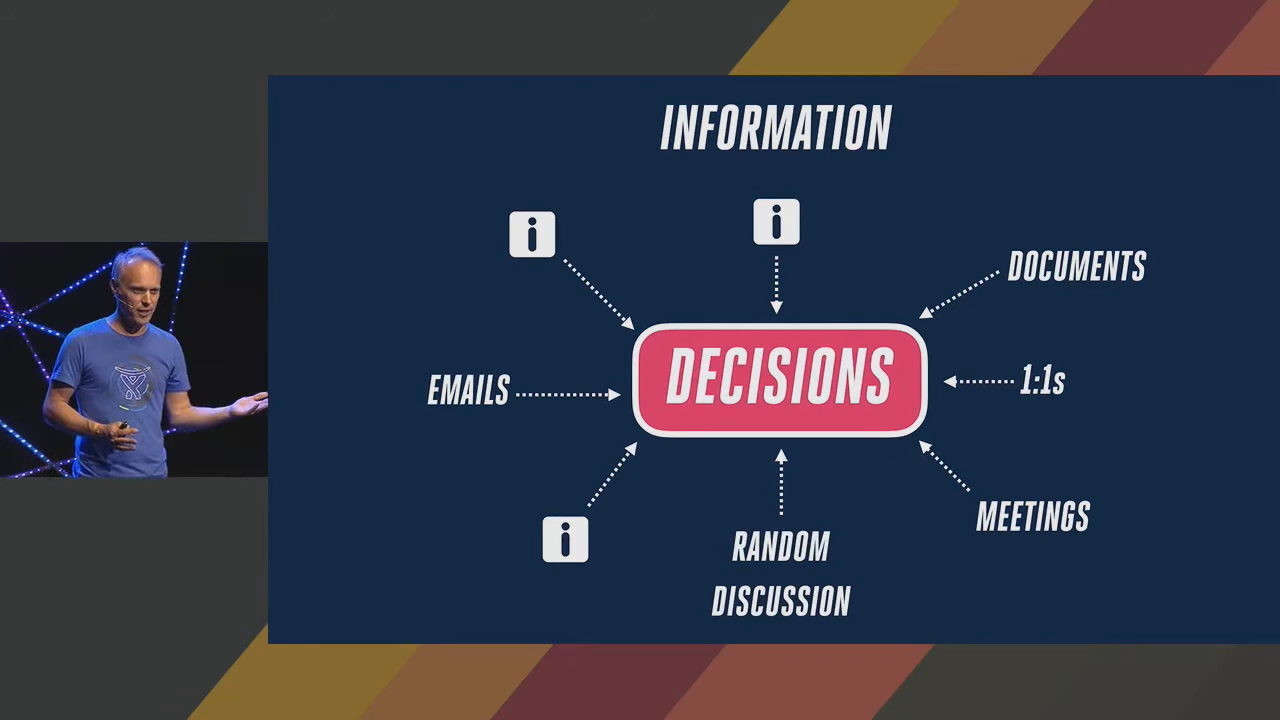 INFORMATION
i
i
DOCUMENTS
DECISIONS
EMAILS
1:1s
i
MEETINGS
RANDOM
DISCUSSION